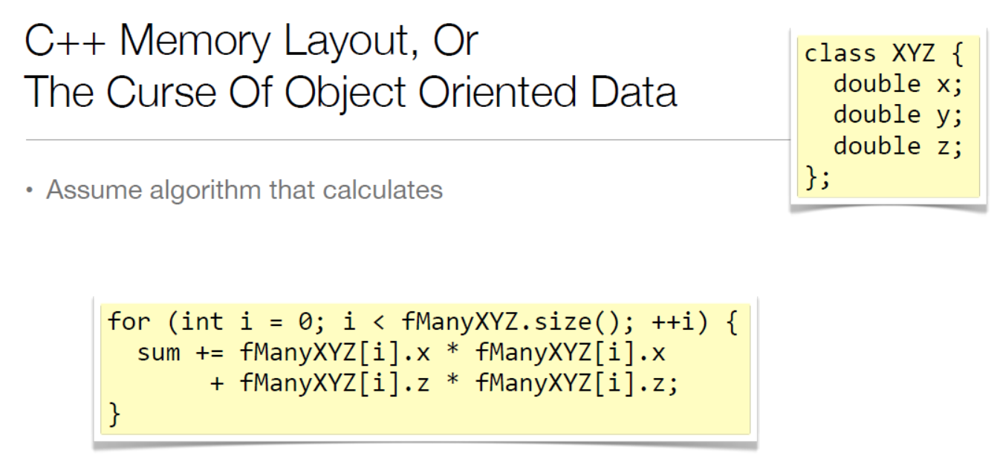 C++ Memory Layout, Or
The Curse Of Object Oriented Data
class XYZ {
  double x;
  double y;
  double z;
};
• Assume algorithm that calculates
for (int i = 0; i < fManyXYZ.size(); ++i) {
  sum += fManyXYZ[i].x * fManyXYZ[i].x
       + fManyXYZ[i].z * fManyXYZ[i].z;
}